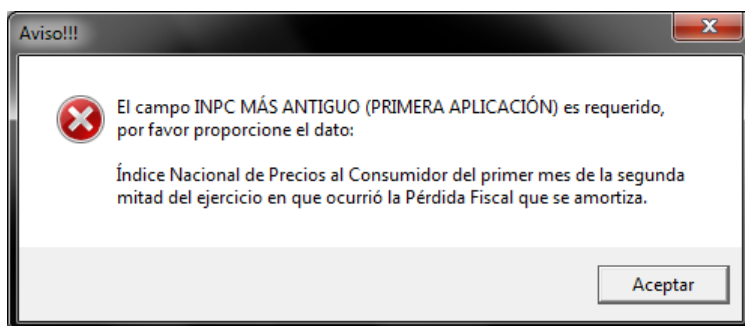 Aviso!!!
El campo INPC MÁS ANTIGUO (PRIMERA APLICACIÓN) es requerido,
por favor proporcione el dato:
Índice Nacional de Precios al Consumidor del primer mes de la segunda
mitad del ejercicio en que ocurrió la Pérdida Fiscal que se amortiza.
Aceptar